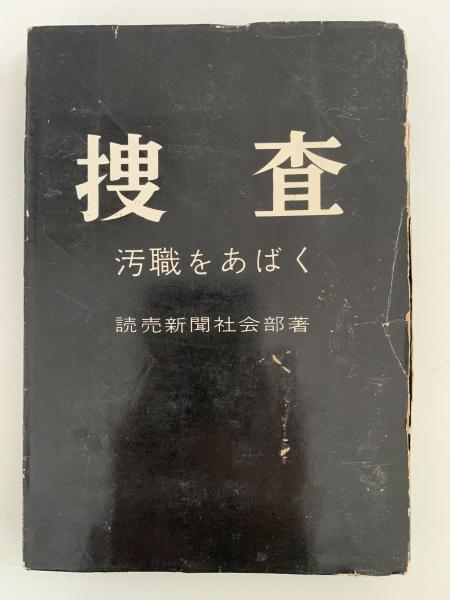 捜査
汚職をあばく
読売新聞社会部著